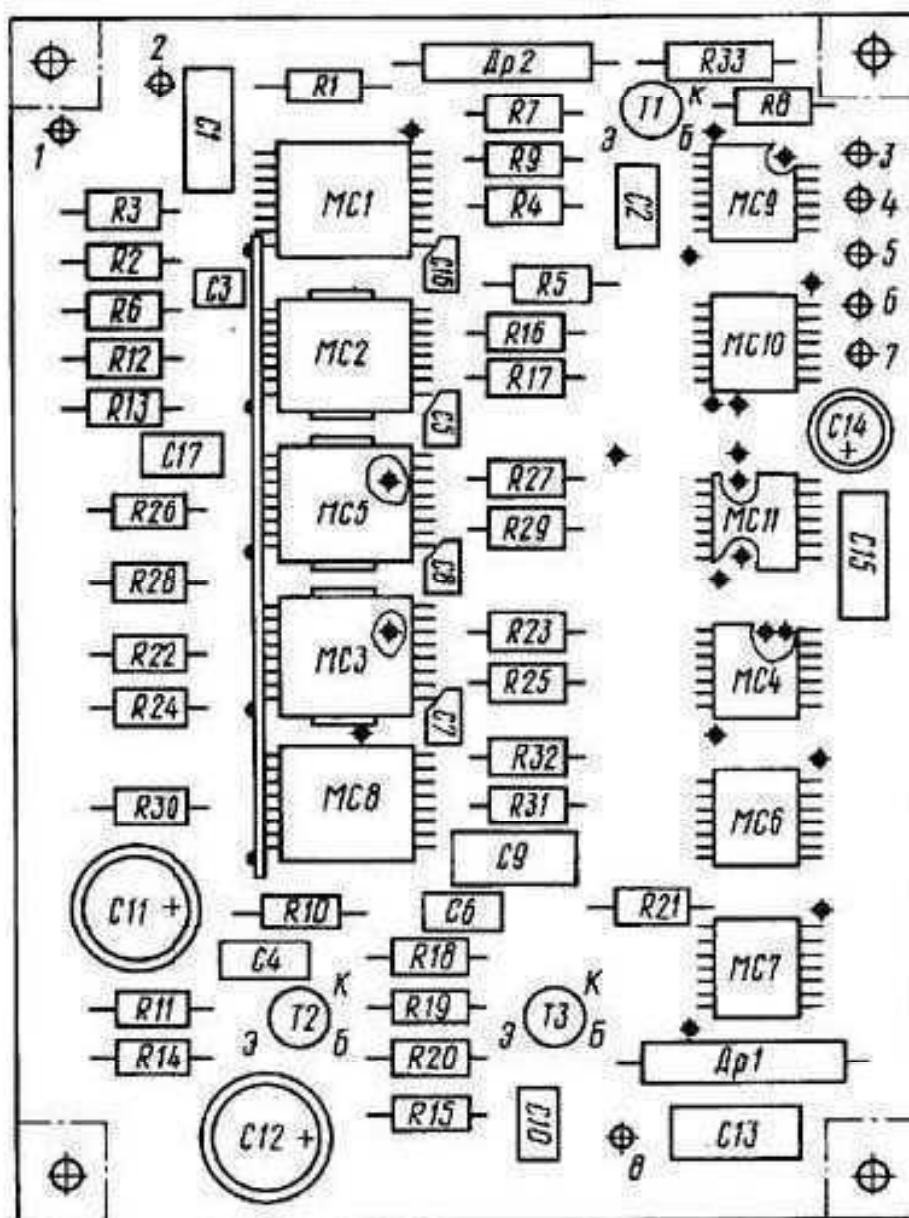 2
Др2
R33
R1
К
R8
R7
Т1
C1
1
Э
Б
3
R9
MC1
R3
R4
C2
MC9
4
R2
C16
5
C3
R5
R6
MC2
R16
MC10
6
R12
R17
7
R13
C5
C14
+
C17
R27
R26
MC5
R29
MC11
C15
R28
C8
R22
MC3
R23
R25
MC4
R24
C7
R32
R30
MC8
R31
MC6
C9
C11 +
R10
C6
R21
C4
R18
MC7
К
К
R11
Т2
R19
Т3
Э
Б
Э
Б
R14
R20
Др1
C12 +
R15
C10
8
C13